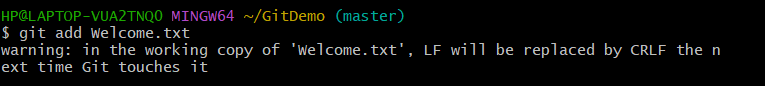 HP@LAPTOP-VUA2TNQO MINGW64 ~/GitDemo (master)
$ git add Welcome.txt
warning: in the working copy of 'Welcome.txt', LF will be replaced by CRLF the n
ext time Git touches it